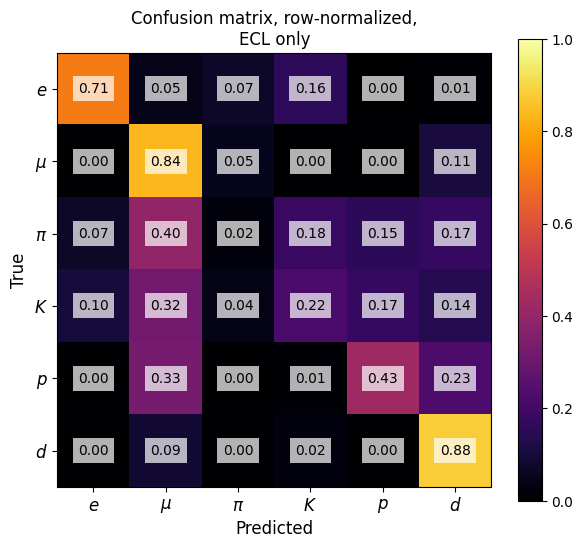 Confusion matrix, row-normalized,
ECL only
True
e 0.71 0.05 0.07 0.16 0.00 0.01
μ 0.00 0.84 0.05 0.00 0.00 0.11
π 0.07 0.40 0.02 0.18 0.15 0.17
K 0.10 0.32 0.04 0.22 0.17 0.14
p 0.00 0.33 0.00 0.01 0.43 0.23
d 0.00 0.09 0.00 0.02 0.00 0.88
e μ π K p d
Predicted
1.0
0.8
0.6
0.4
0.2
0.0